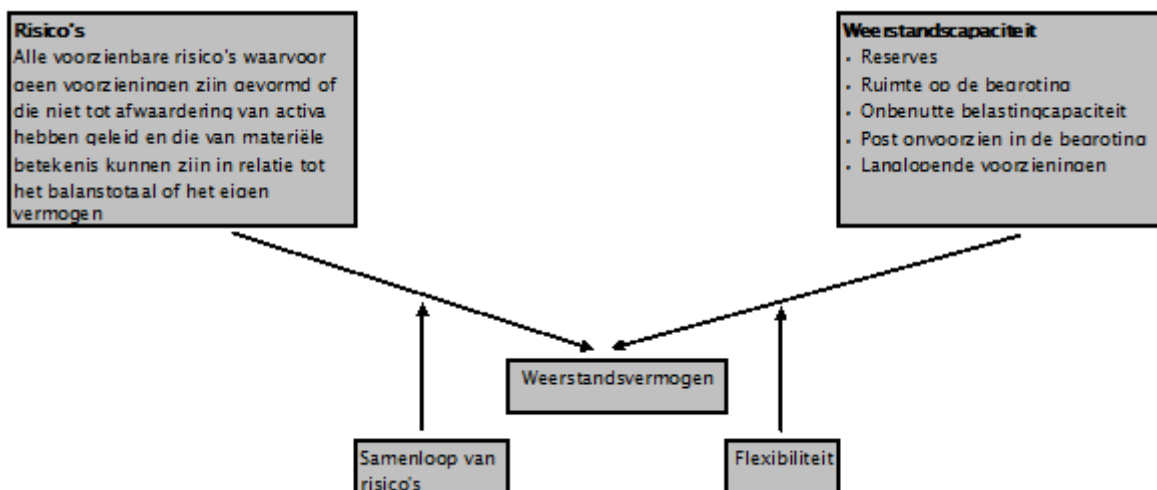 Risico's
Alle voorzienbare risico's waarvoor
geen voorzieningen zijn gevormd of
die niet tot afwaardering van activa
hebben geleid en die van materiële
betekenis kunnen zijn in relatie tot
het balanstotaal of het eigen
vermogen
Weerstandscapaciteit
• Reserves
• Ruimte op de begroting
• Onbenutte belastingcapaciteit
• Post onvoorzien in de begroting
• Langlopende voorzieningen
Weerstandsvermogen
Samenloop van
risico's
Flexibiliteit